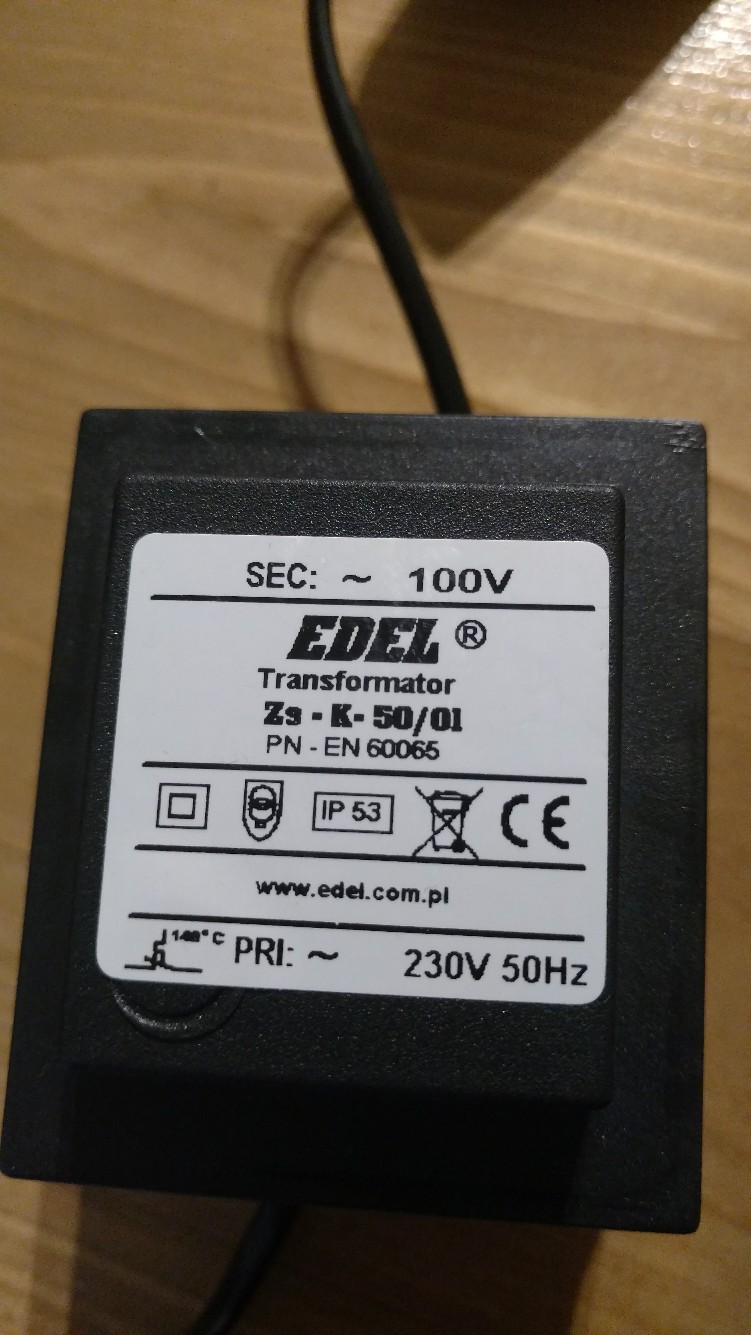 SEC: ~ 100V
EDEL ®
Transformator
Zs - K - 50/01
PN - EN 60065
IP 53 CE
www.edel.com.pl
140°C PRI: ~ 230V 50Hz